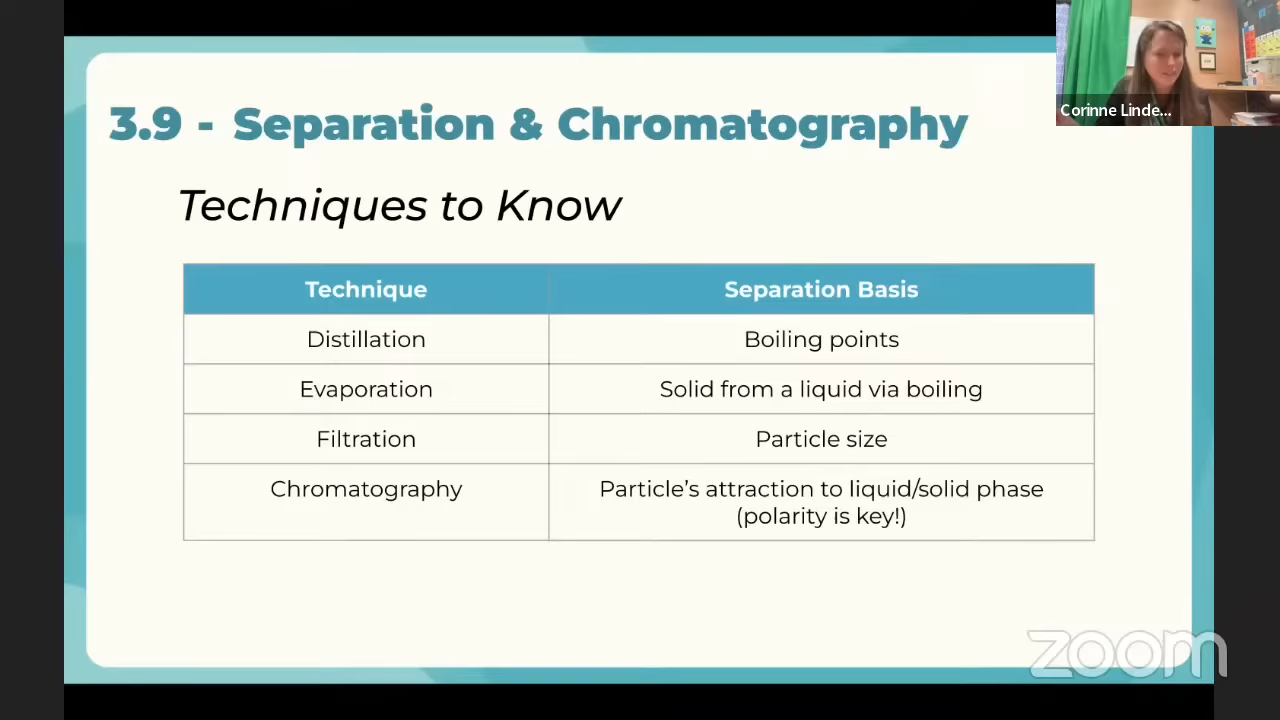 3.9 - Separation & Chromatography
Corinne Linde...
Techniques to Know
Technique
Separation Basis
Distillation
Boiling points
Evaporation
Solid from a liquid via boiling
Filtration
Particle size
Chromatography
Particle’s attraction to liquid/solid phase
(polarity is key!)
zoom